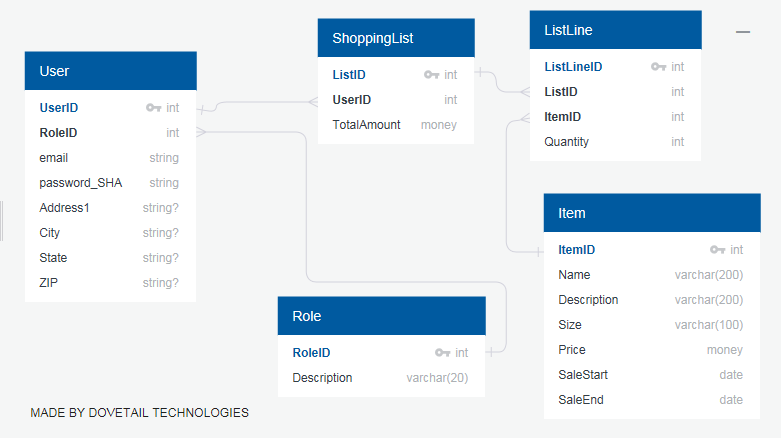 User
UserID int
RoleID int
email string
password_SHA string
Address1 string?
City string?
State string?
ZIP string?
ShoppingList
ListID int
UserID int
TotalAmount money
ListLine
ListLineID int
ListID int
ItemID int
Quantity int
Item
ItemID int
Name varchar(200)
Description varchar(200)
Size varchar(100)
Price money
SaleStart date
SaleEnd date
Role
RoleID int
Description varchar(20)
MADE BY DOVETAIL TECHNOLOGIES